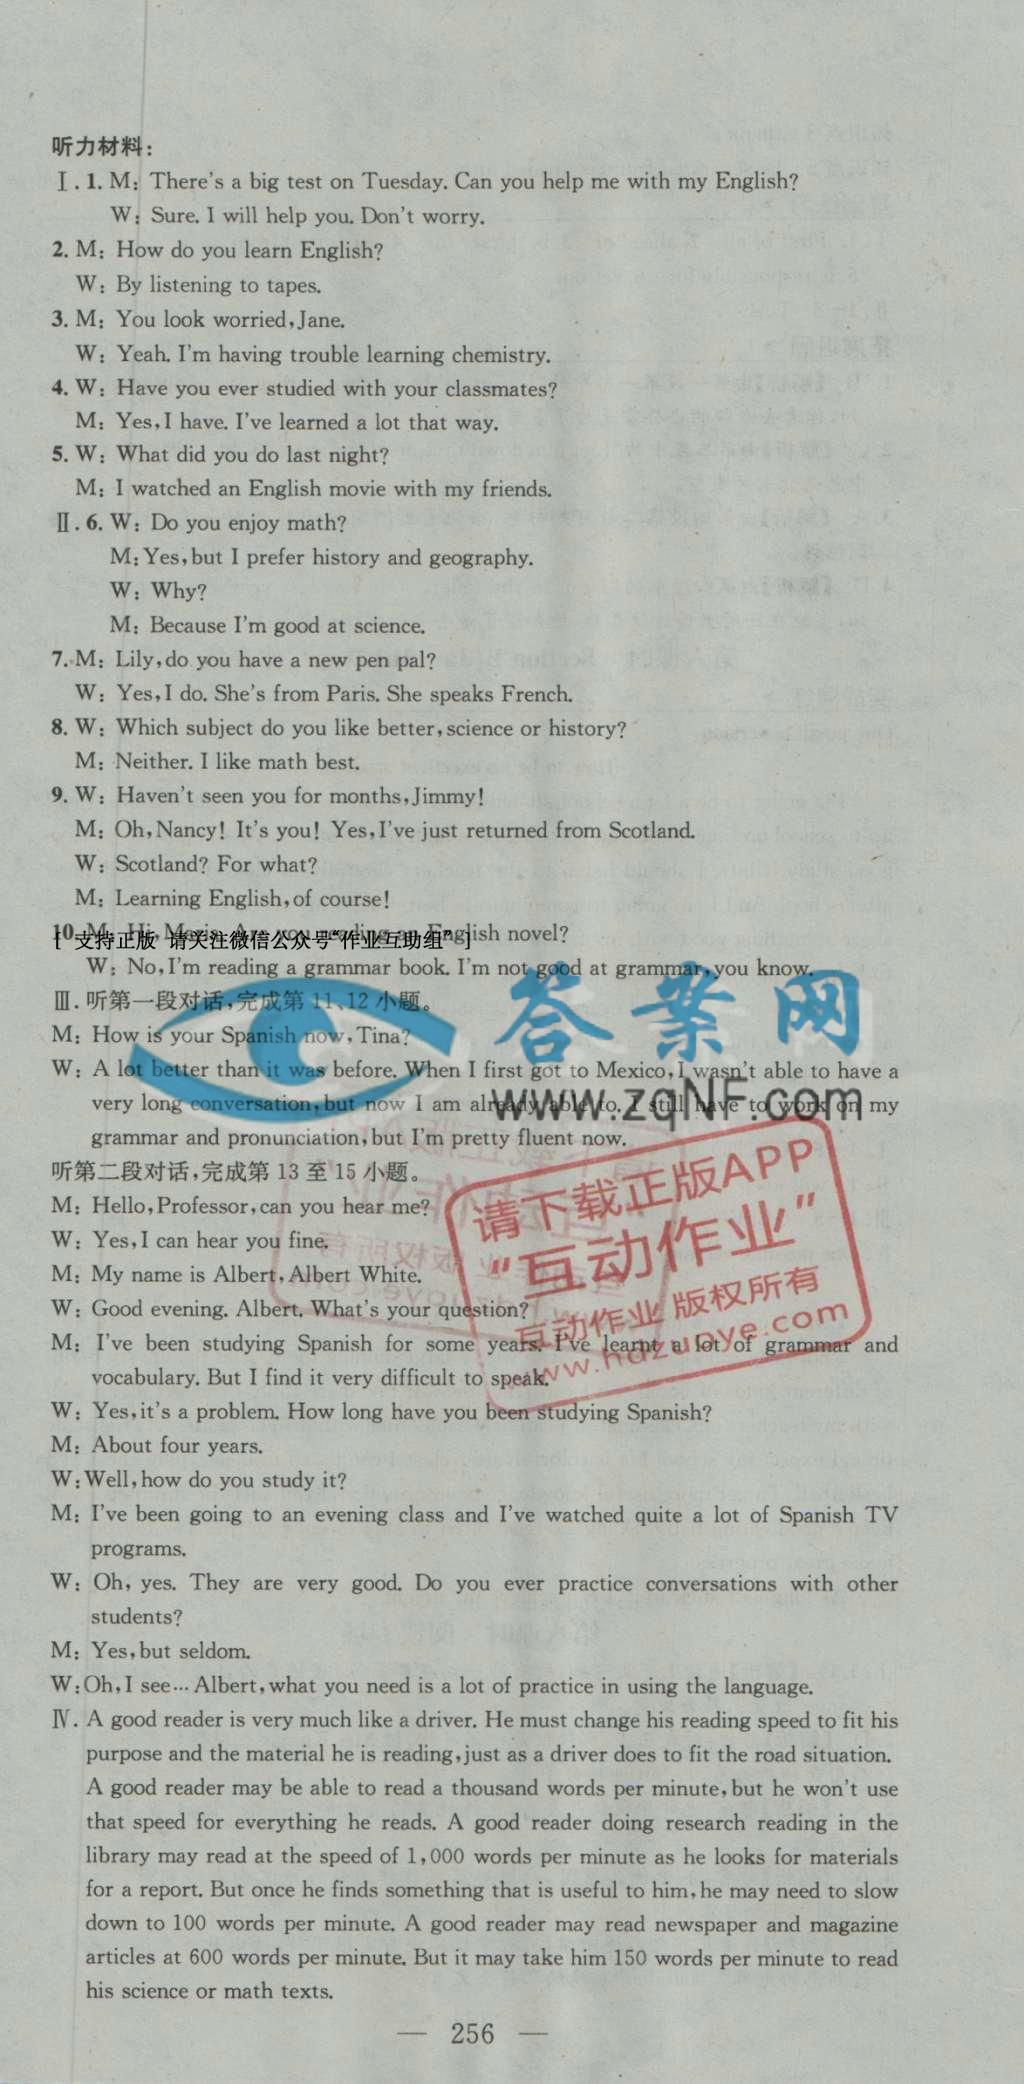 听力材料:
Ⅰ. 1. M: There's a big test on Tuesday. Can you help me with my English?
W: Sure. I will help you. Don't worry.
2. M: How do you learn English?
W: By listening to tapes.
3. M: You look worried, Jane.
W: Yeah. I'm having trouble learning chemistry.
4. W: Have you ever studied with your classmates?
M: Yes, I have. I've learned a lot that way.
5. W: What did you do last night?
M: I watched an English movie with my friends.
Ⅱ. 6. W: Do you enjoy math?
M: Yes, but I prefer history and geography.
W: Why?
M: Because I'm good at science.
7. M: Lily, do you have a new pen pal?
W: Yes, I do. She's from Paris. She speaks French.
8. W: Which subject do you like better, science or history?
M: Neither. I like math best.
9. W: Haven't seen you for months, Jimmy!
M: Oh, Nancy! It's you! Yes, I've just returned from Scotland.
W: Scotland? For what?
M: Learning English, of course!
10. M: Hi, Maria. Are you reading an English novel?
[ 支持正版 请关注微信公众号“作业互助组” ]
W: No, I'm reading a grammar book. I'm not good at grammar, you know.
Ⅲ. 听第一段对话,完成第 11、12 小题。
M: How is your Spanish now, Tina?
W: A lot better than it was before. When I first got to Mexico, I wasn't able to have a
very long conversation, but now I am already able to. I still have to work on my
grammar and pronunciation, but I'm pretty fluent now.
答案网
www.zqNF.com
听第二段对话,完成第 13 至 15 小题。
M: Hello, Professor, can you hear me?
W: Yes, I can hear you fine.
M: My name is Albert, Albert White.
W: Good evening. Albert. What's your question?
M: I've been studying Spanish for some years. I've learnt a lot of grammar and
vocabulary. But I find it very difficult to speak.
请下载正版APP
“互动作业”
互动作业 版权所有
www.hdzuoye.com
W: Yes, it's a problem. How long have you been studying Spanish?
M: About four years.
W: Well, how do you study it?
M: I've been going to an evening class and I've watched quite a lot of Spanish TV
programs.
W: Oh, yes. They are very good. Do you ever practice conversations with other
students?
M: Yes, but seldom.
W: Oh, I see… Albert, what you need is a lot of practice in using the language.
Ⅳ. A good reader is very much like a driver. He must change his reading speed to fit his
purpose and the material he is reading, just as a driver does to fit the road situation.
A good reader may be able to read a thousand words per minute, but he won't use
that speed for everything he reads. A good reader doing research reading in the
library may read at the speed of 1,000 words per minute as he looks for materials
for a report. But once he finds something that is useful to him, he may need to slow
down to 100 words per minute. A good reader may read newspaper and magazine
articles at 600 words per minute. But it may take him 150 words per minute to read
his science or math texts.
— 256 —